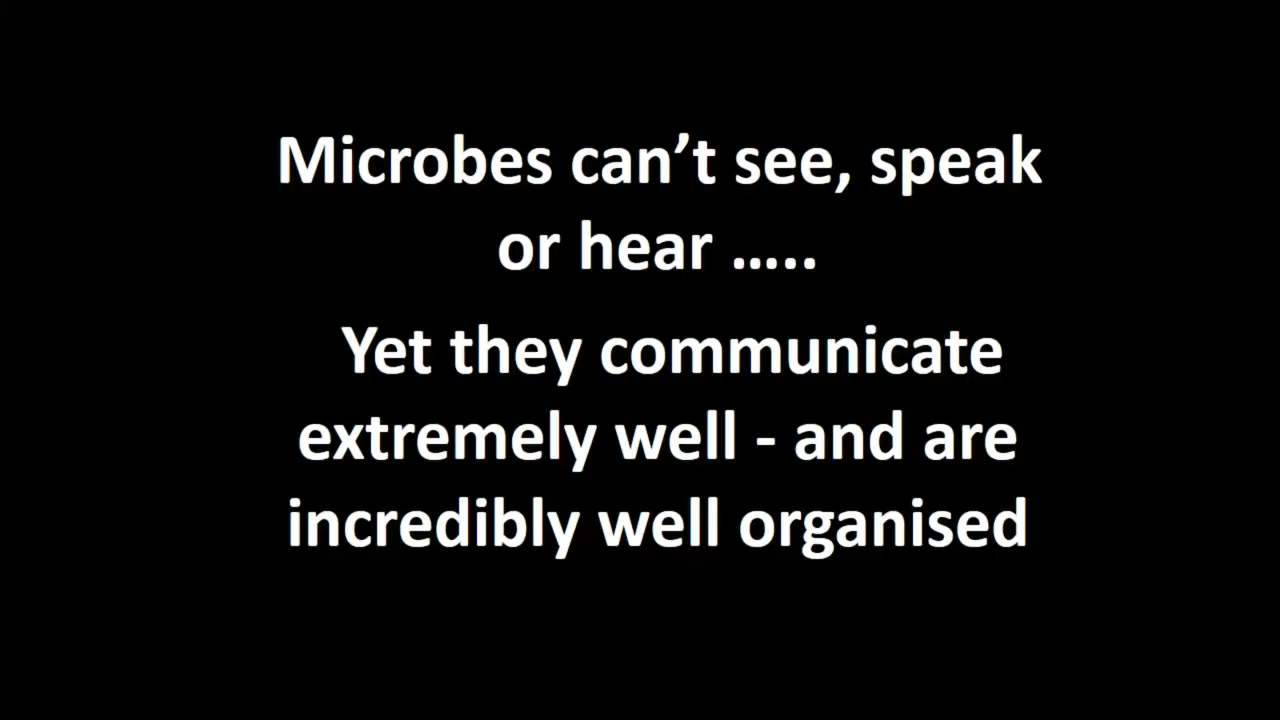 Microbes can’t see, speak
or hear …..
Yet they communicate
extremely well - and are
incredibly well organised